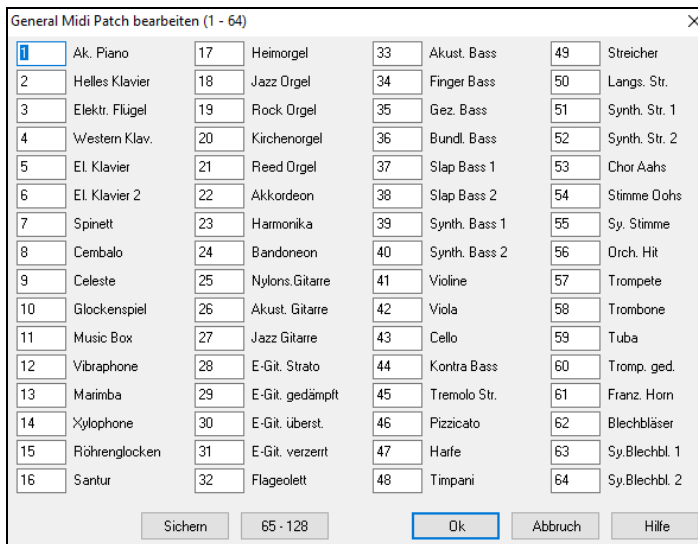 General Midi Patch bearbeiten (1 - 64)
1 Ak. Piano 17 Heimorgel 33 Akust. Bass 49 Streicher
2 Helles Klavier 18 Jazz Orgel 34 Finger Bass 50 Langs. Str.
3 Elektr. Flügel 19 Rock Orgel 35 Gez. Bass 51 Synth. Str. 1
4 Western Klav. 20 Kirchenorgel 36 Bundl. Bass 52 Synth. Str. 2
5 El. Klavier 21 Reed Orgel 37 Slap Bass 1 53 Chor Aahs
6 El. Klavier 2 22 Akkordeon 38 Slap Bass 2 54 Stimme Oohs
7 Spinett 23 Harmonika 39 Synth. Bass 1 55 Sy. Stimme
8 Cembalo 24 Bandoneon 40 Synth. Bass 2 56 Orch. Hit
9 Celeste 25 Nylons.Gitarre 41 Violine 57 Trompete
10 Glockenspiel 26 Akust. Gitarre 42 Viola 58 Trombone
11 Music Box 27 Jazz Gitarre 43 Cello 59 Tuba
12 Vibraphone 28 E-Git. Strato 44 Kontra Bass 60 Tromp. ged.
13 Marimba 29 E-Git. gedämpft 45 Tremolo Str. 61 Franz. Horn
14 Xylophone 30 E-Git. überst. 46 Pizzicato 62 Blechbläser
15 Röhrenglocken 31 E-Git. verzerrt 47 Harfe 63 Sy.Blechbl. 1
16 Santur 32 Flageolett 48 Timpani 64 Sy.Blechbl. 2
Sichern 65 - 128 Ok Abbruch Hilfe